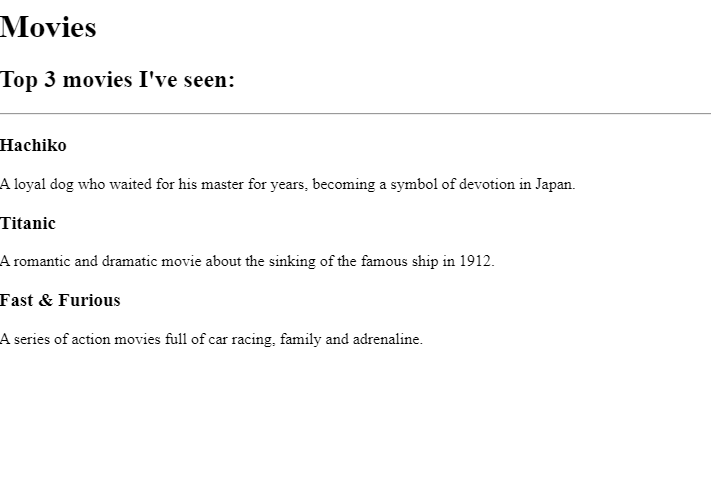 Movies
Top 3 movies I've seen:
Hachiko
A loyal dog who waited for his master for years, becoming a symbol of devotion in Japan.
Titanic
A romantic and dramatic movie about the sinking of the famous ship in 1912.
Fast & Furious
A series of action movies full of car racing, family and adrenaline.